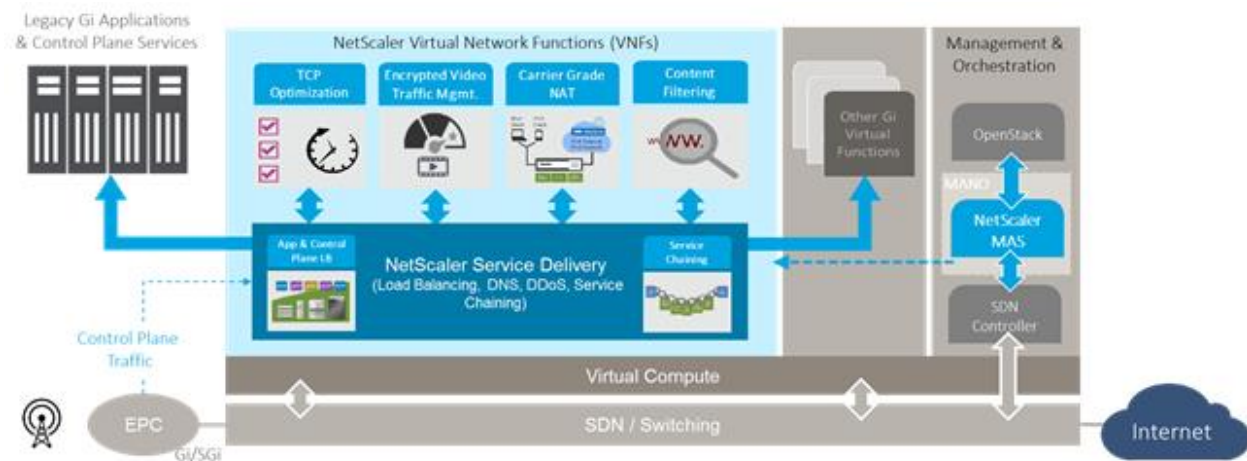 Legacy Gi Applications
& Control Plane Services
NetScaler Virtual Network Functions (VNFs)
Management &
Orchestration
TCP
Optimization
Encrypted Video
Traffic Mgmt.
Carrier Grade
NAT
Content
Filtering
WW.
Other Gi
Virtual
Functions
OpenStack
MANO
NetScaler
MAS
App & Control
Plane LB
NetScaler Service Delivery
(Load Balancing, DNS, DDoS, Service
Chaining)
Service
Chaining
SDN
Controller
Control Plane
Traffic
Virtual Compute
EPC
SDN / Switching
Internet
Gi/SGi